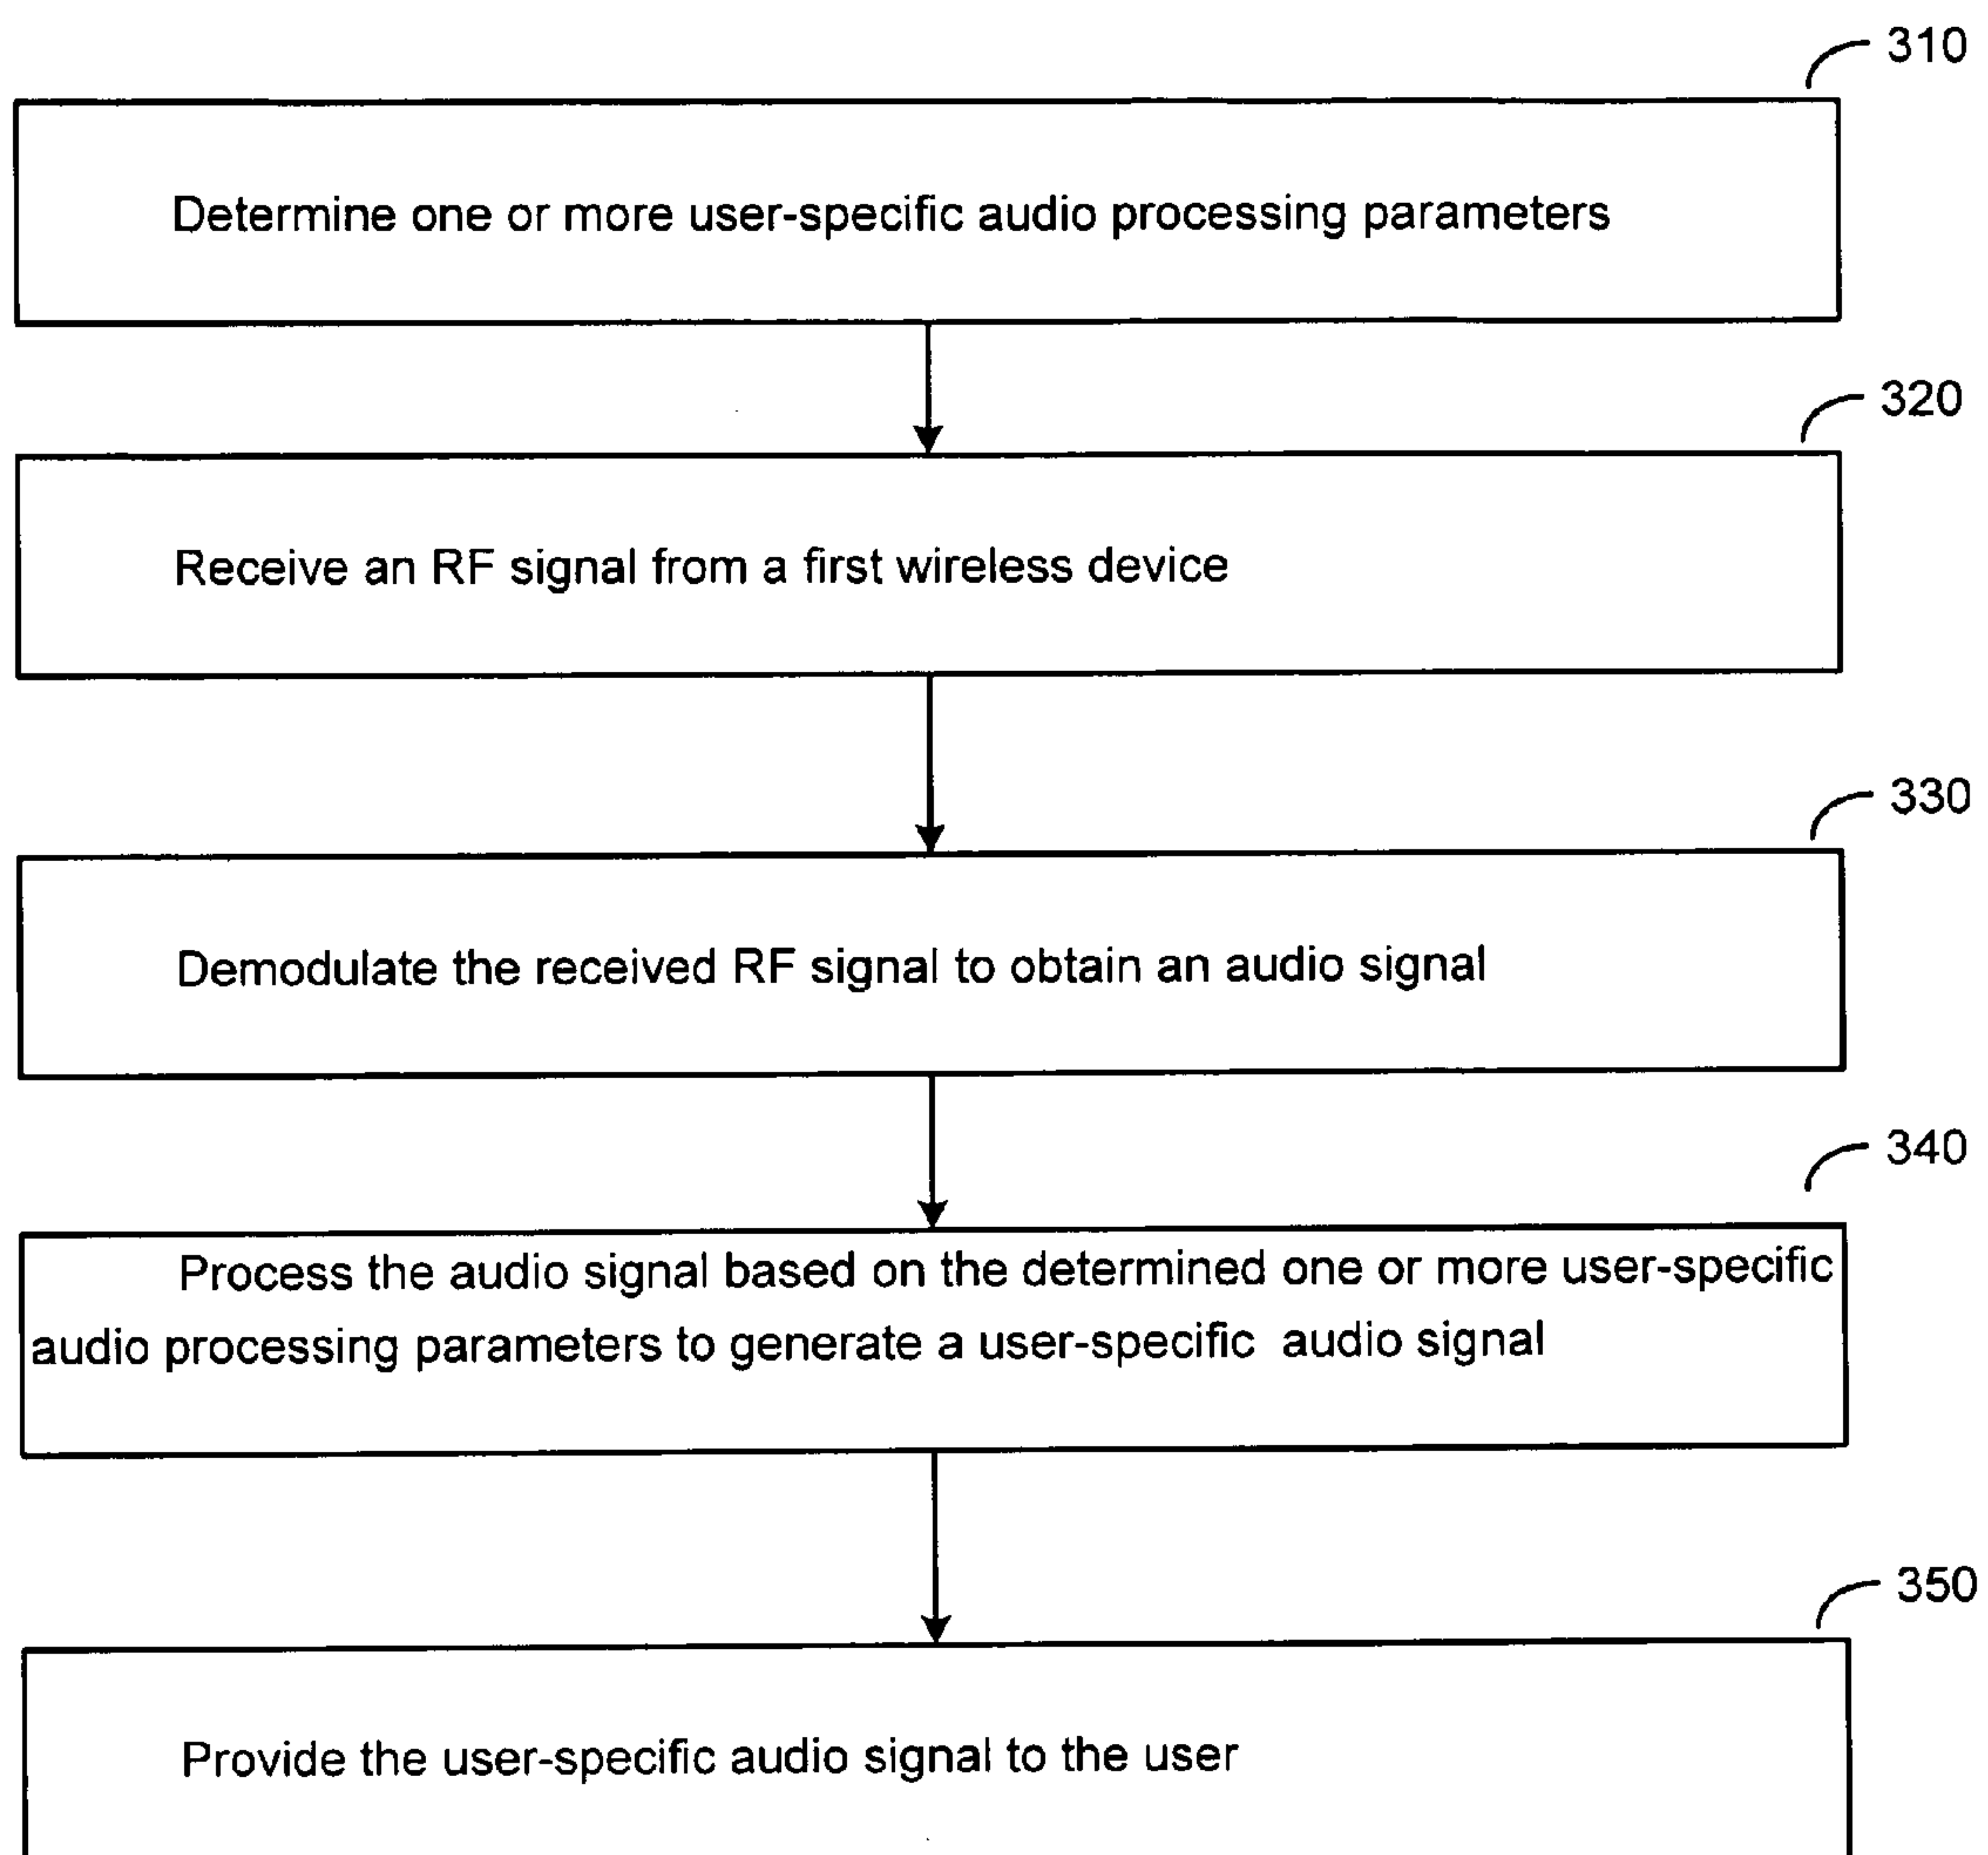 310
Determine one or more user-specific audio processing parameters
320
Receive an RF signal from a first wireless device
330
Demodulate the received RF signal to obtain an audio signal
340
Process the audio signal based on the determined one or more user-specific
audio processing parameters to generate a user-specific audio signal
350
Provide the user-specific audio signal to the user